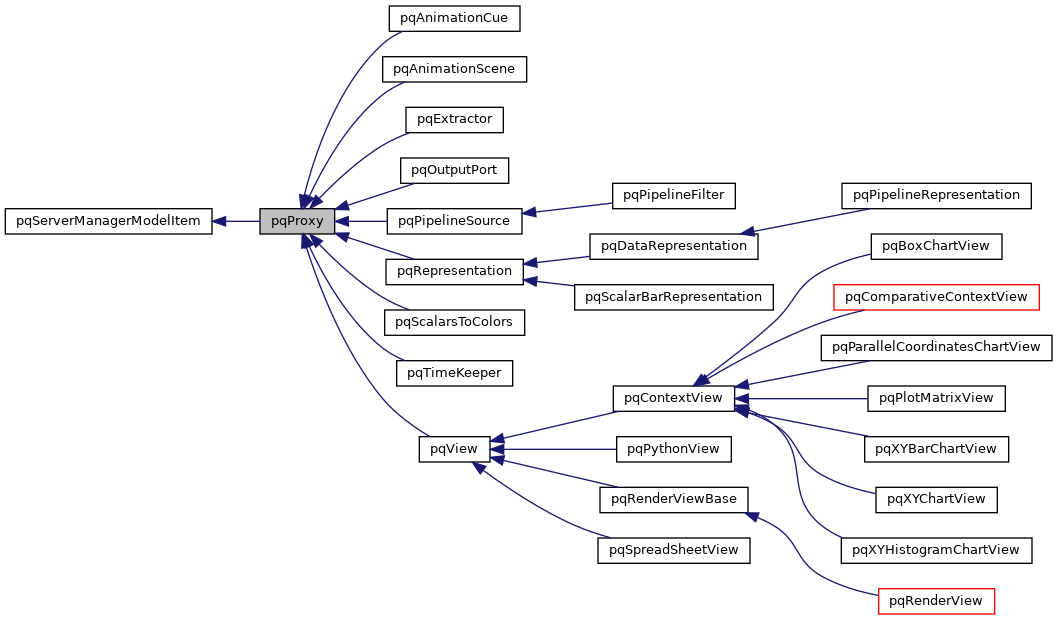 pqServerManagerModelItem
pqProxy
pqAnimationCue
pqAnimationScene
pqExtractor
pqOutputPort
pqPipelineSource
pqRepresentation
pqScalarsToColors
pqTimeKeeper
pqView
pqPipelineFilter
pqDataRepresentation
pqScalarBarRepresentation
pqContextView
pqPythonView
pqRenderViewBase
pqSpreadSheetView
pqPipelineRepresentation
pqBoxChartView
pqComparativeContextView
pqParallelCoordinatesChartView
pqPlotMatrixView
pqXYBarChartView
pqXYChartView
pqXYHistogramChartView
pqRenderView